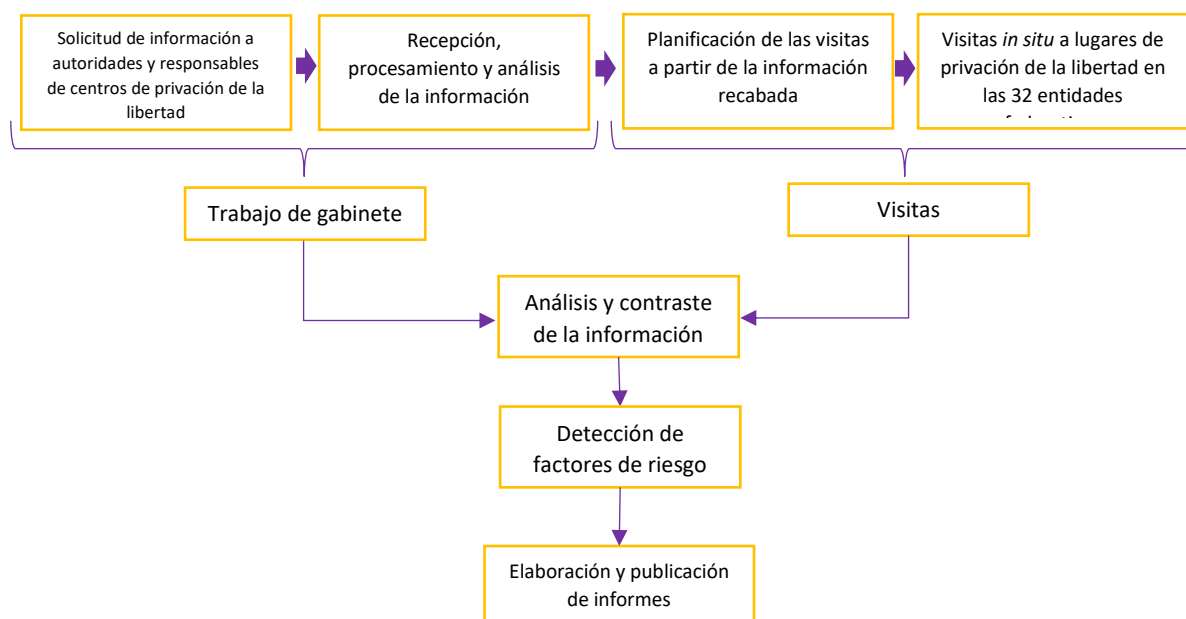 Solicitud de información a
autoridades y responsables
de centros de privación de la
libertad
Recepción,
procesamiento y análisis
de la información
Planificación de las visitas
a partir de la información
recabada
Visitas in situ a lugares de
privación de la libertad en
las 32 entidades
Trabajo de gabinete
Visitas
Análisis y contraste
de la información
Detección de
factores de riesgo
Elaboración y publicación
de informes